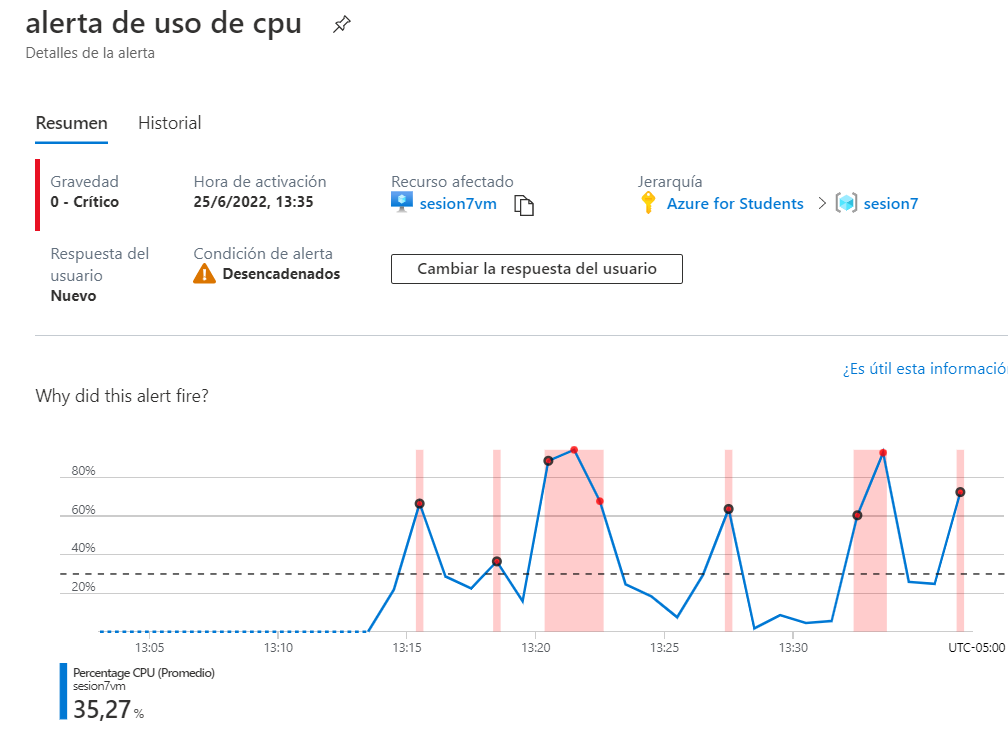 alerta de uso de cpu
Detalles de la alerta
Resumen Historial
Gravedad Hora de activación Recurso afectado Jerarquía
0 - Crítico 25/6/2022, 13:35 sesion7vm Azure for Students > sesion7
Respuesta del usuario Condición de alerta
Nuevo Desencadenados Cambiar la respuesta del usuario
¿Es útil esta informació
Why did this alert fire?
80%
60%
40%
20%
13:05 13:10 13:15 13:20 13:25 13:30 UTC-05:00
Percentage CPU (Promedio)
sesion7vm
35,27 %